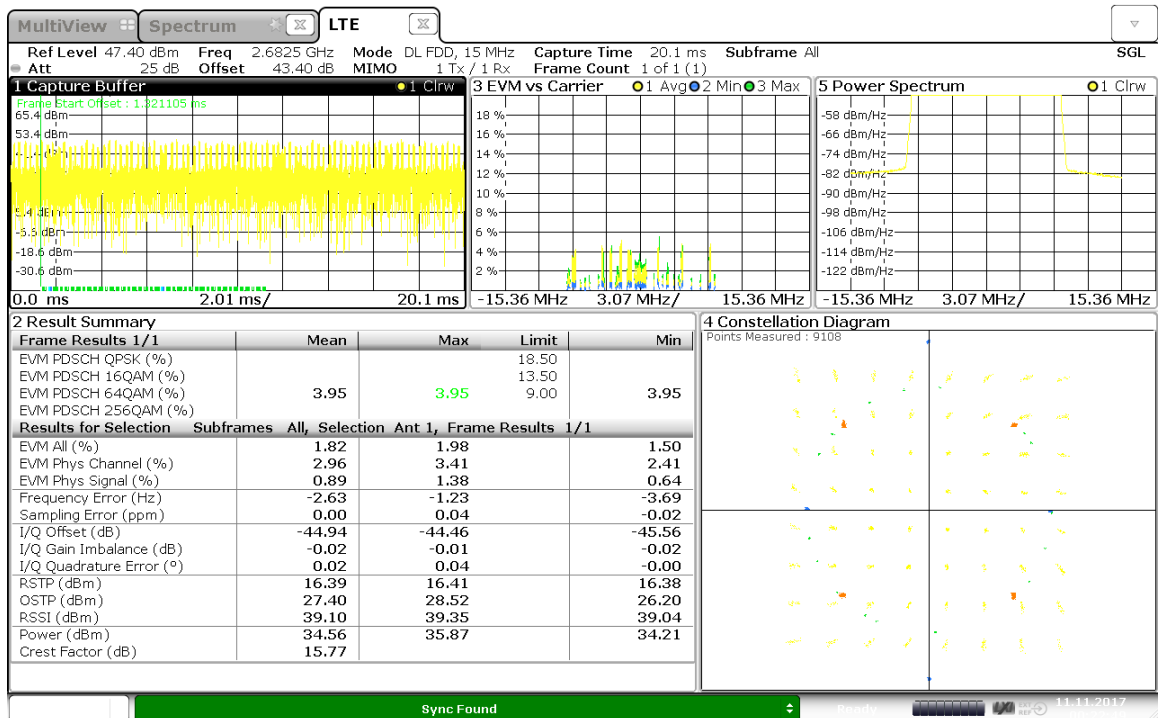 MultiView Spectrum LTE
Ref Level 47.40 dBm Freq 2.6825 GHz Mode DL FDD, 15 MHz Capture Time 20.1 ms Subframe All SGL
Att 25 dB Offset 43.40 dB MIMO 1 Tx / 1 Rx Frame Count 1 of 1 (1)
1 Capture Buffer 1 Clrw
Frame Start Offset : 1.321105 ms
65.4 dBm
53.4 dBm
5.4 dBm
-6.6 dBm
-18.6 dBm
-30.6 dBm
0.0 ms 2.01 ms/ 20.1 ms
3 EVM vs Carrier 1 Avg 2 Min 3 Max
18 %
16 %
14 %
12 %
10 %
8 %
6 %
4 %
2 %
-15.36 MHz 3.07 MHz/ 15.36 MHz
5 Power Spectrum 1 Clrw
-58 dBm/Hz
-66 dBm/Hz
-74 dBm/Hz
-82 dBm/Hz
-90 dBm/Hz
-98 dBm/Hz
-106 dBm/Hz
-114 dBm/Hz
-122 dBm/Hz
-15.36 MHz 3.07 MHz/ 15.36 MHz
2 Result Summary
Frame Results 1/1 Mean Max Limit Min
EVM PDSCH QPSK (%) 18.50
EVM PDSCH 16QAM (%) 13.50
EVM PDSCH 64QAM (%) 3.95 3.95 9.00 3.95
EVM PDSCH 256QAM (%)
Results for Selection Subframes All, Selection Ant 1, Frame Results 1/1
EVM All (%) 1.82 1.98 1.50
EVM Phys Channel (%) 2.96 3.41 2.41
EVM Phys Signal (%) 0.89 1.38 0.64
Frequency Error (Hz) -2.63 -1.23 -3.69
Sampling Error (ppm) 0.00 0.04 -0.02
I/Q Offset (dB) -44.94 -44.46 -45.56
I/Q Gain Imbalance (dB) -0.02 -0.01 -0.02
I/Q Quadrature Error (º) 0.02 0.04 -0.00
RSTP (dBm) 16.39 16.41 16.38
OSTP (dBm) 27.40 28.52 26.20
RSSI (dBm) 39.10 39.35 39.04
Power (dBm) 34.56 35.87 34.21
Crest Factor (dB) 15.77
4 Constellation Diagram
Points Measured : 9108
Sync Found Ready EXT REF 11.11.2017